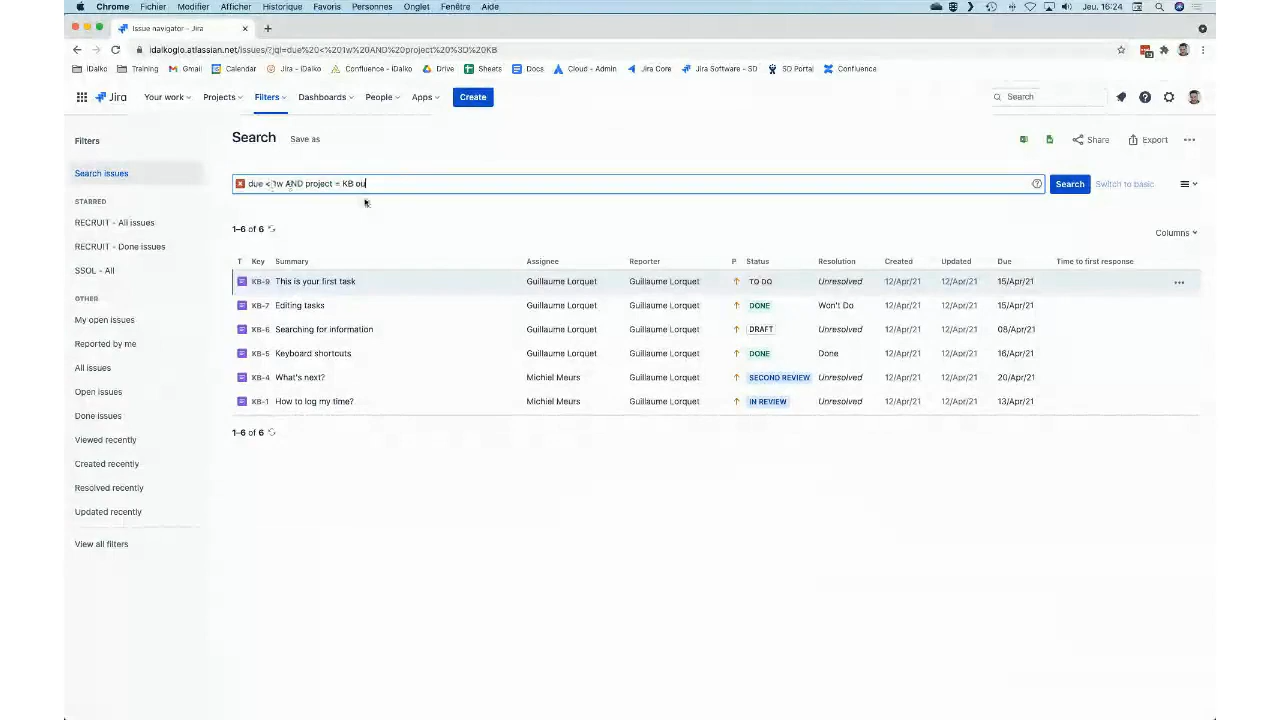 Chrome Fichier Modifier Afficher Historique Favoris Personnes Onglet Fenêtre Aide Jeu. 16:24
Issue navigator - Jira
idalkoglo.atlassian.net/issues/?jql=due%20<%201w%20AND%20project%20%3D%20KB
iDalko Training Gmail Calendar Jira - iDalko Confluence - iDalko Drive Sheets Docs Cloud - Admin Jira Core Jira Software - SD SD Portal Confluence
Jira Your work Projects Filters Dashboards People Apps Create Search
Filters
Search Save as Share Export
Search issues
due < 1w AND project = KB ou Search Switch to basic
STARRED
RECRUIT - All issues
RECRUIT - Done issues
SSOL - All
1–6 of 6 Columns
T Key Summary Assignee Reporter P Status Resolution Created Updated Due Time to first response
KB-9 This is your first task Guillaume Lorquet Guillaume Lorquet TO DO Unresolved 12/Apr/21 12/Apr/21 15/Apr/21
KB-7 Editing tasks Guillaume Lorquet Guillaume Lorquet DONE Won't Do 12/Apr/21 12/Apr/21 15/Apr/21
KB-6 Searching for information Guillaume Lorquet Guillaume Lorquet DRAFT Unresolved 12/Apr/21 12/Apr/21 08/Apr/21
KB-5 Keyboard shortcuts Guillaume Lorquet Guillaume Lorquet DONE Done 12/Apr/21 12/Apr/21 16/Apr/21
KB-4 What's next? Michiel Meurs Guillaume Lorquet SECOND REVIEW Unresolved 12/Apr/21 12/Apr/21 20/Apr/21
KB-1 How to log my time? Michiel Meurs Guillaume Lorquet IN REVIEW Unresolved 12/Apr/21 12/Apr/21 13/Apr/21
1–6 of 6
OTHER
My open issues
Reported by me
All issues
Open issues
Done issues
Viewed recently
Created recently
Resolved recently
Updated recently
View all filters